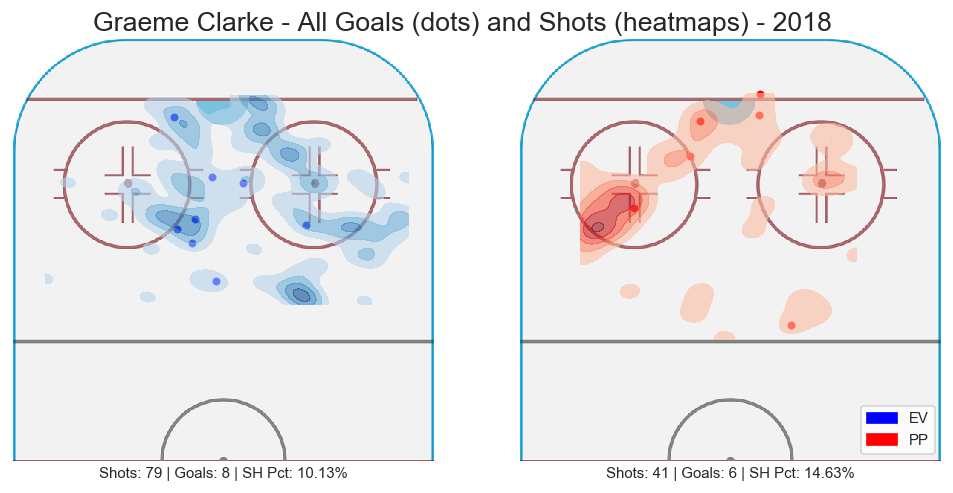 Graeme Clarke - All Goals (dots) and Shots (heatmaps) - 2018
EV
PP
Shots: 79 | Goals: 8 | SH Pct: 10.13%
Shots: 41 | Goals: 6 | SH Pct: 14.63%